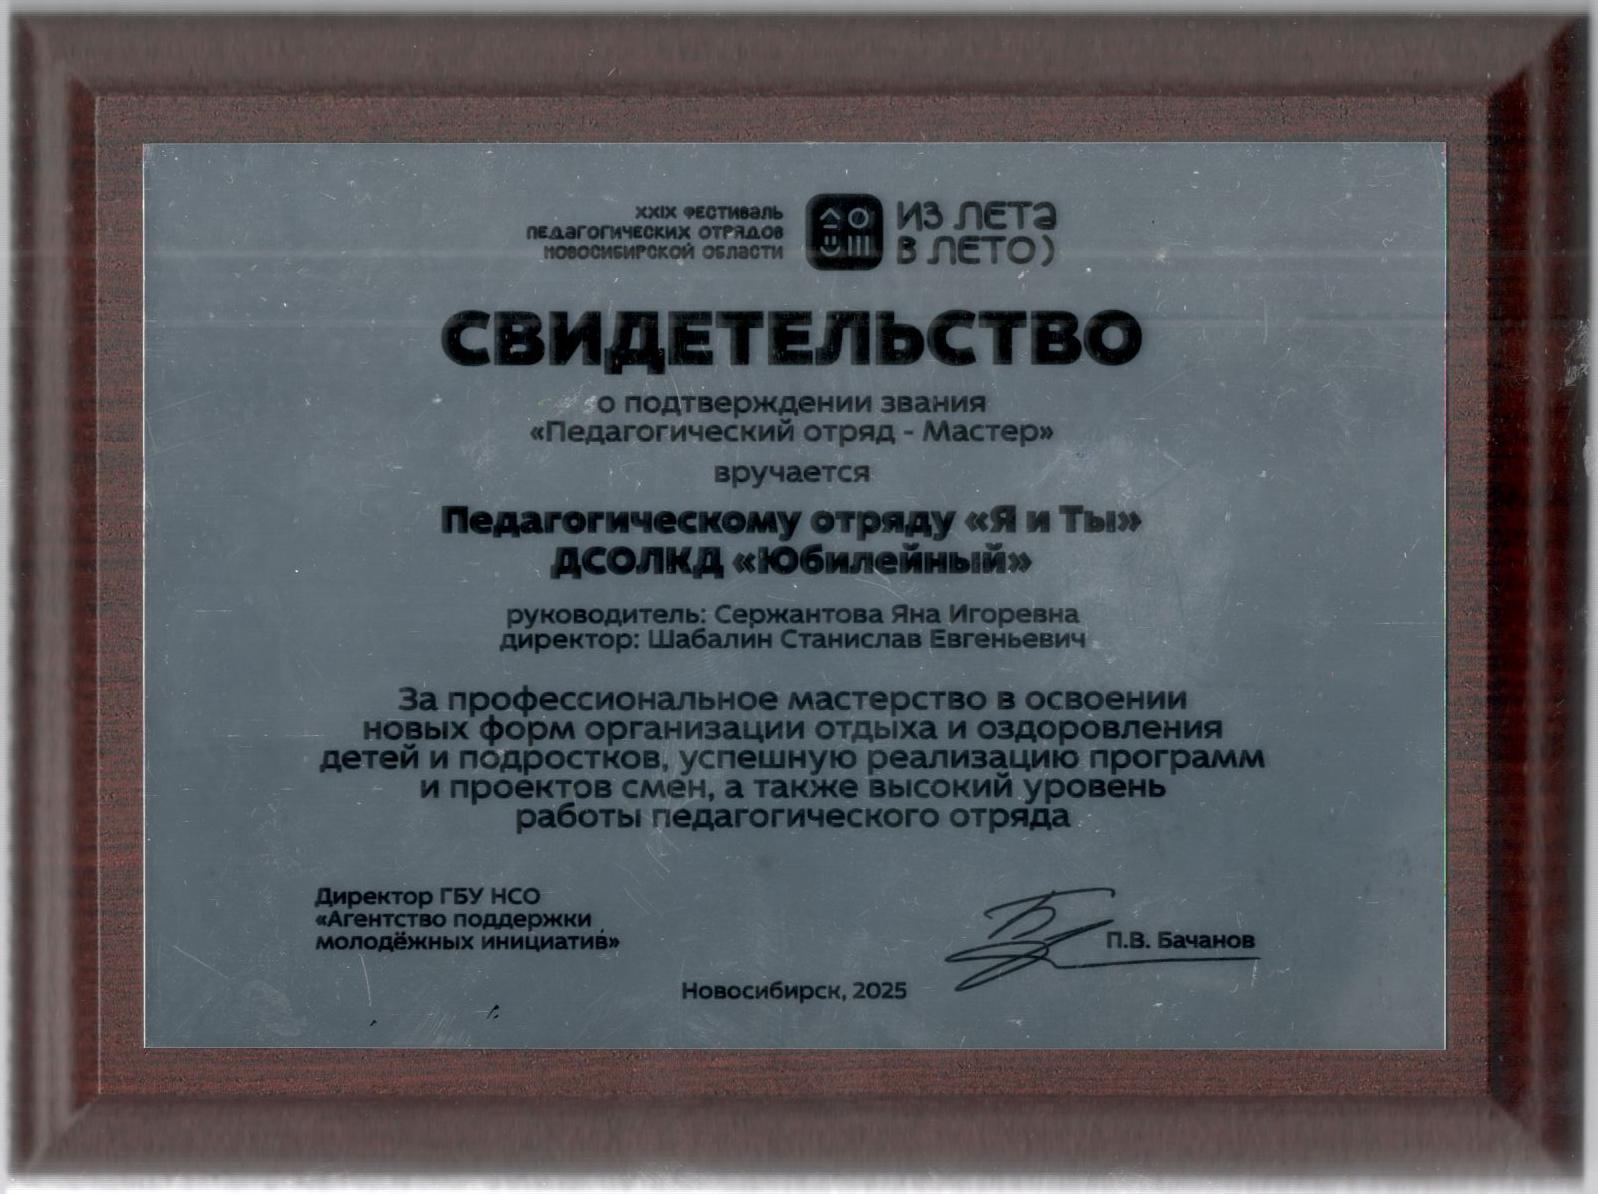 XXIX ФЕСТИВАЛЬ
ПЕДАГОГИЧЕСКИХ ОТРЯДОВ
НОВОСИБИРСКОЙ ОБЛАСТИ
ИЗ ЛЕТА
В ЛЕТО)
СВИДЕТЕЛЬСТВО
о подтверждении звания
«Педагогический отряд - Мастер»
вручается
Педагогическому отряду «Я и Ты»
ДСОЛКД «Юбилейный»
руководитель: Сержантова Яна Игоревна
директор: Шабалин Станислав Евгеньевич
За профессиональное мастерство в освоении
новых форм организации отдыха и оздоровления
детей и подростков, успешную реализацию программ
и проектов смен, а также высокий уровень
работы педагогического отряда
Директор ГБУ НСО
«Агентство поддержки
молодёжных инициатив»
П.В. Бачанов
Новосибирск, 2025